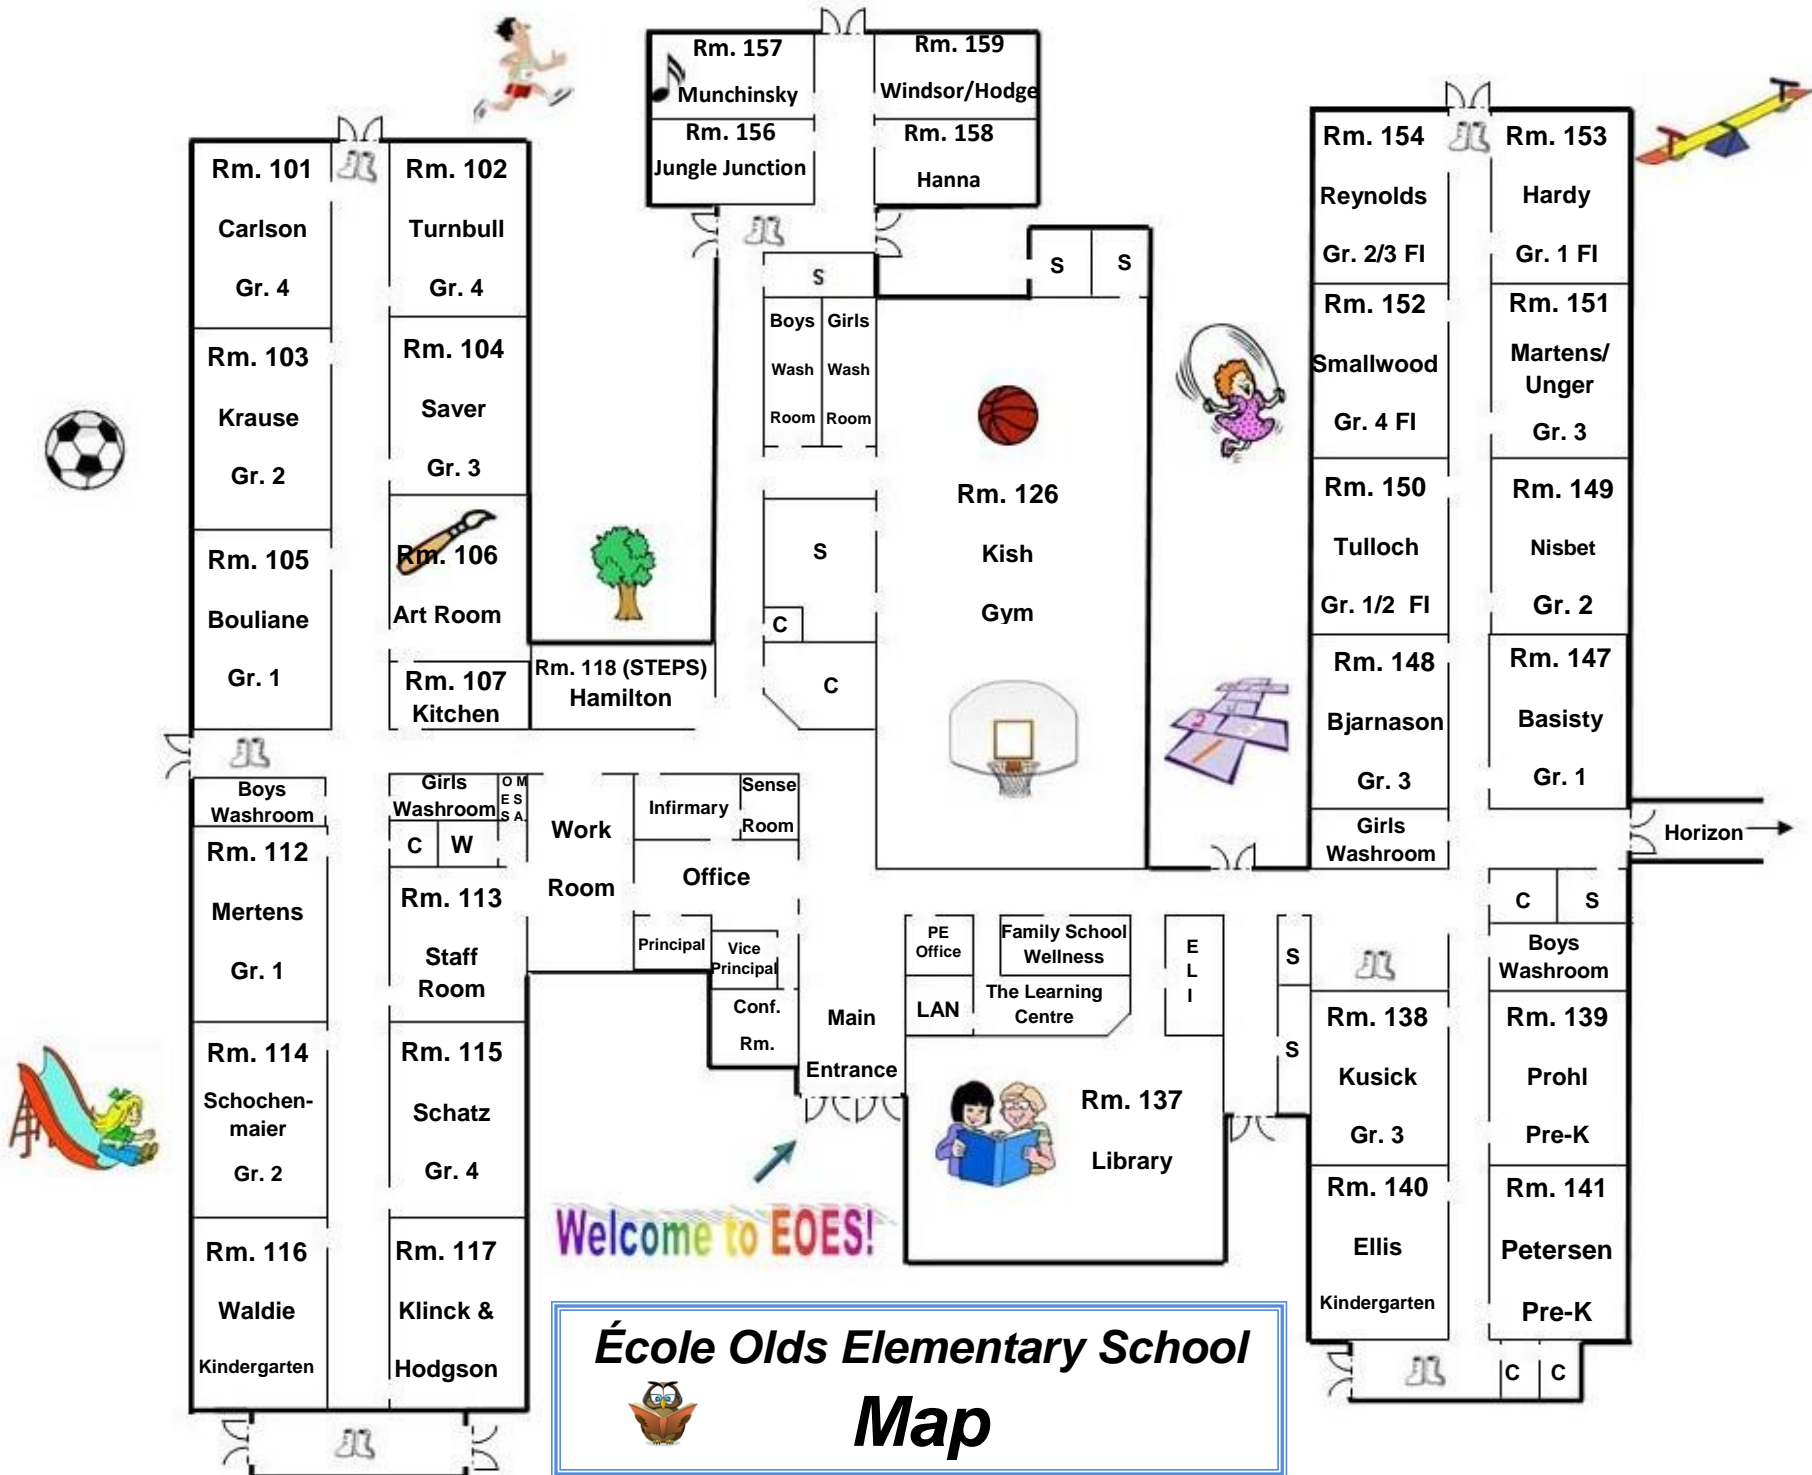 Rm. 157
Munchinsky
Rm. 159
Windsor/Hodge
Rm. 156
Jungle Junction
Rm. 158
Hanna
Rm. 101
Carlson
Gr. 4
Rm. 102
Turnbull
Gr. 4
Rm. 103
Krause
Gr. 2
Rm. 104
Saver
Gr. 3
Rm. 105
Bouliane
Gr. 1
Rm. 106
Art Room
Rm. 107
Kitchen
Rm. 118 (STEPS)
Hamilton
S
Boys
Wash
Room
Girls
Wash
Room
S
C
C
S
S
Rm. 126
Kish
Gym
Rm. 154
Reynolds
Gr. 2/3 FI
Rm. 153
Hardy
Gr. 1 FI
Rm. 152
Smallwood
Gr. 4 FI
Rm. 151
Martens/
Unger
Gr. 3
Rm. 150
Tulloch
Gr. 1/2 FI
Rm. 149
Nisbet
Gr. 2
Rm. 148
Bjarnason
Gr. 3
Rm. 147
Basisty
Gr. 1
Girls
Washroom
Horizon
Boys
Washroom
Girls
Washroom
O M
E S
S A.
C
W
Work
Room
Infirmary
Sense
Room
Office
Principal
Vice
Principal
Conf.
Rm.
Main
Entrance
Rm. 112
Mertens
Gr. 1
Rm. 113
Staff
Room
Rm. 114
Schochen-
maier
Gr. 2
Rm. 115
Schatz
Gr. 4
Rm. 116
Waldie
Kindergarten
Rm. 117
Klinck &
Hodgson
PE
Office
Family School
Wellness
LAN
The Learning
Centre
E
L
I
S
S
Rm. 137
Library
C
S
Boys
Washroom
Rm. 138
Kusick
Gr. 3
Rm. 139
Prohl
Pre-K
Rm. 140
Ellis
Kindergarten
Rm. 141
Petersen
Pre-K
C
C
Welcome to EOES!
École Olds Elementary School
Map